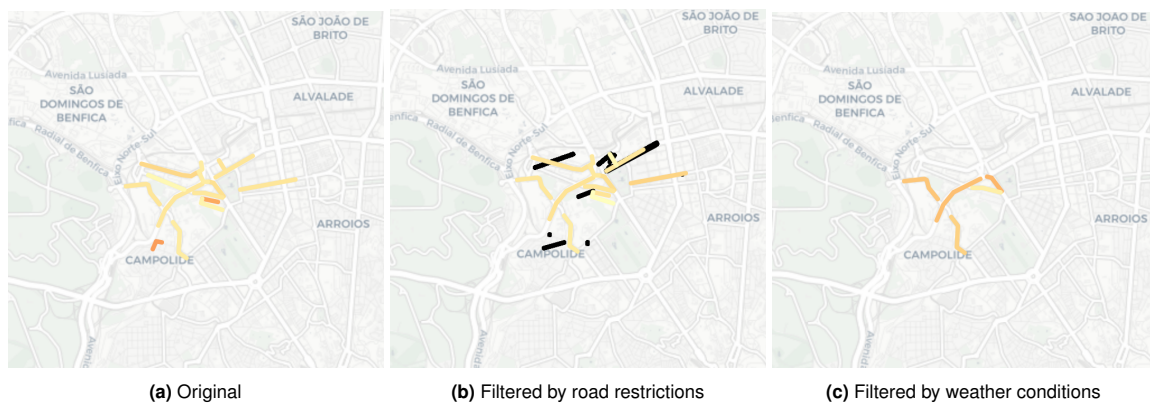 SÃO JOÃO DE
BRITO
Avenida Lusíada
SÃO
DOMINGOS DE
BENFICA
ALVALADE
Radial de Benfica
Eixo Norte-Sul
ARROIOS
CAMPOLIDE
Aveni
(a) Original
SÃO JOÃO DE
BRITO
Avenida Lusíada
SÃO
DOMINGOS DE
BENFICA
ALVALADE
Radial de Benfica
Eixo Norte-Sul
ARROIOS
CAMPOLIDE
Avenida
(b) Filtered by road restrictions
SÃO JOÃO DE
BRITO
Avenida Lusíada
SÃO
DOMINGOS DE
BENFICA
ALVALADE
Radial de Benfica
Eixo Norte-Sul
ARROIOS
CAMPOLIDE
(c) Filtered by weather conditions